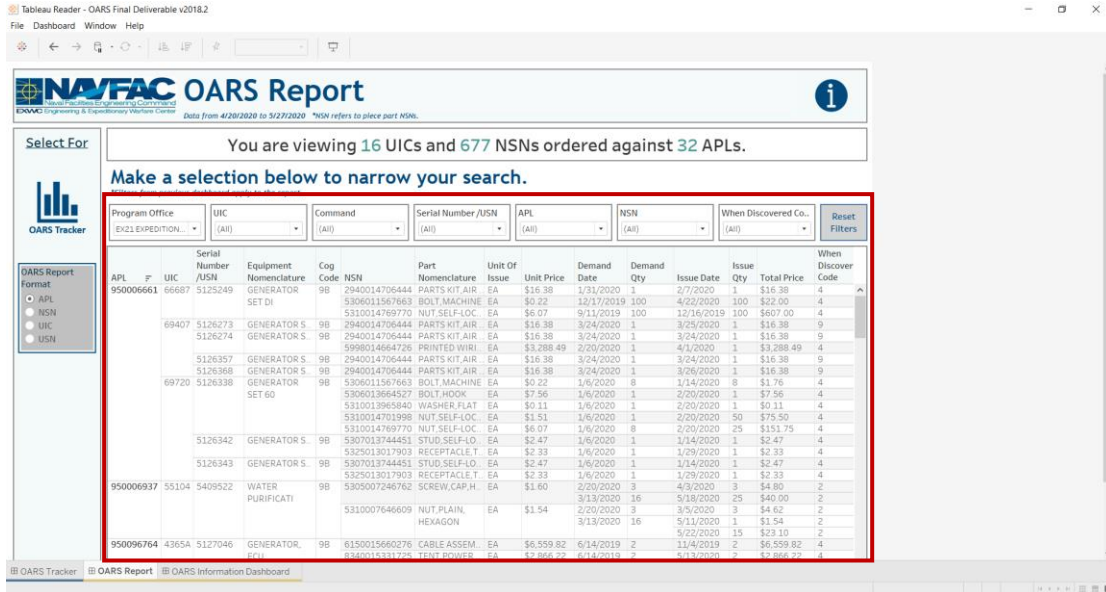 Tableau Reader - OARS Final Deliverable v2018.2
File Dashboard Window Help
NAVFAC
Naval Facilities Engineering Command
EXWC Engineering & Expeditionary Warfare Center
OARS Report
Data from 4/20/2020 to 5/27/2020 *NSN refers to piece part NSNs.
Select For
OARS Tracker
You are viewing 16 UICs and 677 NSNs ordered against 32 APLs.
Make a selection below to narrow your search.
Program Office UIC Command Serial Number /USN APL NSN When Discovered Co..
EX21 EXPEDITION... (All) (All) (All) (All) (All) (All)
Reset Filters
OARS Report Format
APL
NSN
UIC
USN
APL UIC Serial Number /USN Equipment Nomenclature Cog Code NSN Part Nomenclature Unit Of Issue Unit Price Demand Date Demand Qty Issue Date Issue Qty Total Price When Discover Code
950006661 66687 5125249 GENERATOR SET DI 9B 2940014706444 PARTS KIT,AIR .. EA $16.38 1/31/2020 1 2/7/2020 1 $16.38 4
5306011567663 BOLT,MACHINE EA $0.22 12/17/2019 100 4/22/2020 100 $22.00 4
5310014769770 NUT,SELF-LOC.. EA $6.07 9/11/2019 100 12/16/2019 100 $607.00 4
69407 5126273 GENERATOR S.. 9B 2940014706444 PARTS KIT,AIR .. EA $16.38 3/24/2020 1 3/25/2020 1 $16.38 9
5126274 GENERATOR S.. 9B 2940014706444 PARTS KIT,AIR .. EA $16.38 3/24/2020 1 3/24/2020 1 $16.38 9
5998014664726 PRINTED WIRI.. EA $3,288.49 2/20/2020 1 4/1/2020 1 $3,288.49 4
5126357 GENERATOR S.. 9B 2940014706444 PARTS KIT,AIR .. EA $16.38 3/24/2020 1 3/24/2020 1 $16.38 9
5126368 GENERATOR S.. 9B 2940014706444 PARTS KIT,AIR .. EA $16.38 3/24/2020 1 3/26/2020 1 $16.38 9
69720 5126338 GENERATOR SET 60 9B 5306011567663 BOLT,MACHINE EA $0.22 1/6/2020 8 1/14/2020 8 $1.76 4
5306013664527 BOLT,HOOK EA $7.56 1/6/2020 1 2/20/2020 1 $7.56 4
5310013965840 WASHER,FLAT EA $0.11 1/6/2020 1 2/20/2020 1 $0.11 4
5310014701998 NUT,SELF-LOC.. EA $1.51 1/6/2020 1 2/20/2020 50 $75.50 4
5310014769770 NUT,SELF-LOC.. EA $6.07 1/6/2020 8 2/20/2020 25 $151.75 4
5126342 GENERATOR S.. 9B 5307013744451 STUD,SELF-LO.. EA $2.47 1/6/2020 1 1/14/2020 1 $2.47 4
5325013017903 RECEPTACLE,T.. EA $2.33 1/6/2020 1 1/29/2020 1 $2.33 4
5126343 GENERATOR S.. 9B 5307013744451 STUD,SELF-LO.. EA $2.47 1/6/2020 1 1/14/2020 1 $2.47 4
5325013017903 RECEPTACLE,T.. EA $2.33 1/6/2020 1 1/29/2020 1 $2.33 4
950006937 55104 5409522 WATER PURIFICATI 9B 5305007246762 SCREW,CAP,H.. EA $1.60 2/20/2020 3 4/3/2020 3 $4.80 2
3/13/2020 16 5/18/2020 25 $40.00 2
5310007646609 NUT,PLAIN, HEXAGON EA $1.54 2/20/2020 3 3/5/2020 3 $4.62 2
3/13/2020 16 5/11/2020 1 $1.54 2
5/22/2020 15 $23.10 2
950096764 4365A 5127046 GENERATOR, ECU 9B 6150015660276 CABLE ASSEM.. EA $6,559.82 6/14/2019 2 11/4/2019 2 $6,559.82 4
8340015331725 TENT,POWER.. EA $2,866.22 6/14/2019 2 5/13/2020 2 $2,866.22 4
OARS Tracker OARS Report OARS Information Dashboard